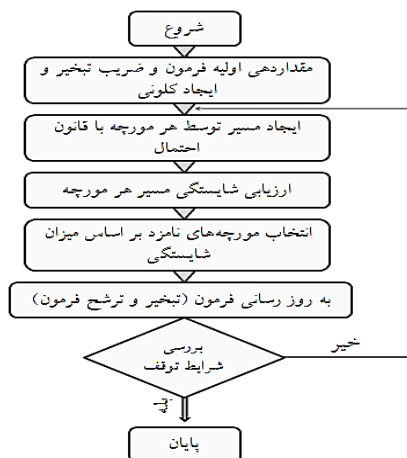 شروع
مقداردهی اولیه فرمون و ضریب تبخیر و
ایجاد کلونی
ایجاد مسیر توسط هر مورچه با قانون
احتمال
ارزیابی شایستگی مسیر هر مورچه
انتخاب مورچه‌های نامزد بر اساس میزان
شایستگی
به روز رسانی فرمون (تبخیر و ترشح فرمون)
بررسی
شرایط توقف
خیر
بله
پایان